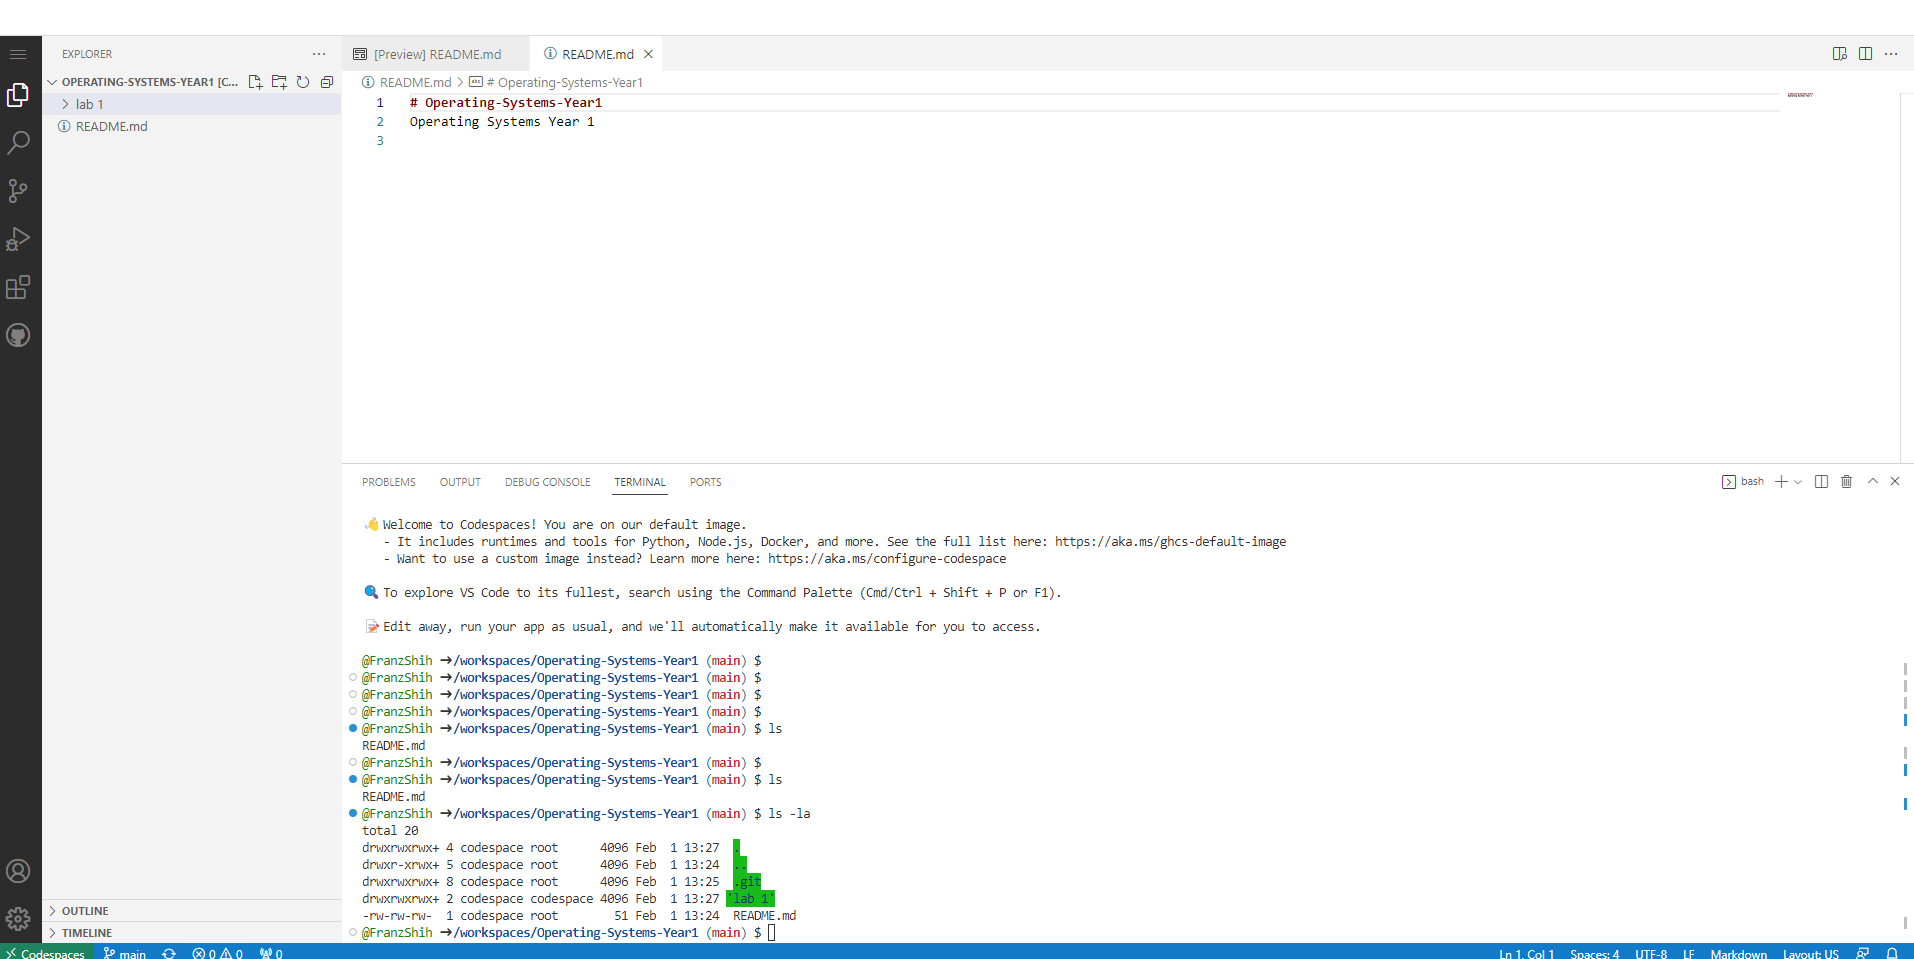 EXPLORER
OPERATING-SYSTEMS-YEAR1 [C...
lab 1
README.md
OUTLINE
TIMELINE
[Preview] README.md
README.md
README.md > # Operating-Systems-Year1
1 # Operating-Systems-Year1
2 Operating Systems Year 1
3
PROBLEMS OUTPUT DEBUG CONSOLE TERMINAL PORTS
bash
👋 Welcome to Codespaces! You are on our default image.
- It includes runtimes and tools for Python, Node.js, Docker, and more. See the full list here: https://aka.ms/ghcs-default-image
- Want to use a custom image instead? Learn more here: https://aka.ms/configure-codespace
🔍 To explore VS Code to its fullest, search using the Command Palette (Cmd/Ctrl + Shift + P or F1).
📝 Edit away, run your app as usual, and we'll automatically make it available for you to access.
@FranzShih ➜/workspaces/Operating-Systems-Year1 (main) $
@FranzShih ➜/workspaces/Operating-Systems-Year1 (main) $
@FranzShih ➜/workspaces/Operating-Systems-Year1 (main) $
@FranzShih ➜/workspaces/Operating-Systems-Year1 (main) $
@FranzShih ➜/workspaces/Operating-Systems-Year1 (main) $ ls
README.md
@FranzShih ➜/workspaces/Operating-Systems-Year1 (main) $
@FranzShih ➜/workspaces/Operating-Systems-Year1 (main) $ ls
README.md
@FranzShih ➜/workspaces/Operating-Systems-Year1 (main) $ ls -la
total 20
drwxrwxrwx+ 4 codespace root      4096 Feb  1 13:27  .
drwxr-xrwx+ 5 codespace root      4096 Feb  1 13:24  ..
drwxrwxrwx+ 8 codespace root      4096 Feb  1 13:25  .git
drwxrwxrwx+ 2 codespace codespace 4096 Feb  1 13:27 'lab 1'
-rw-rw-rw-  1 codespace root        51 Feb  1 13:24  README.md
@FranzShih ➜/workspaces/Operating-Systems-Year1 (main) $
Codespaces main 0 0 0 Ln 1, Col 1 Spaces: 4 UTF-8 LF Markdown Layout: US